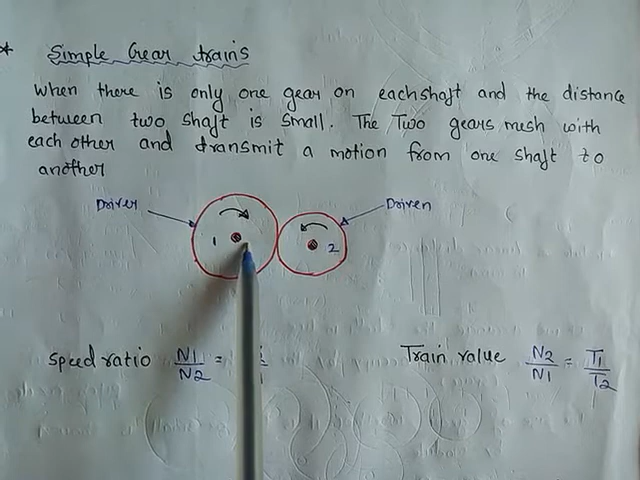 * Simple Gear trains
When there is only one gear on each shaft and the distance
between two shaft is small. The Two gears mesh with
each other and transmit a motion from one shaft to
another
Driver
Driven
1
2
Speed ratio N1/N2 =
Train value N2/N1 = T1/T2